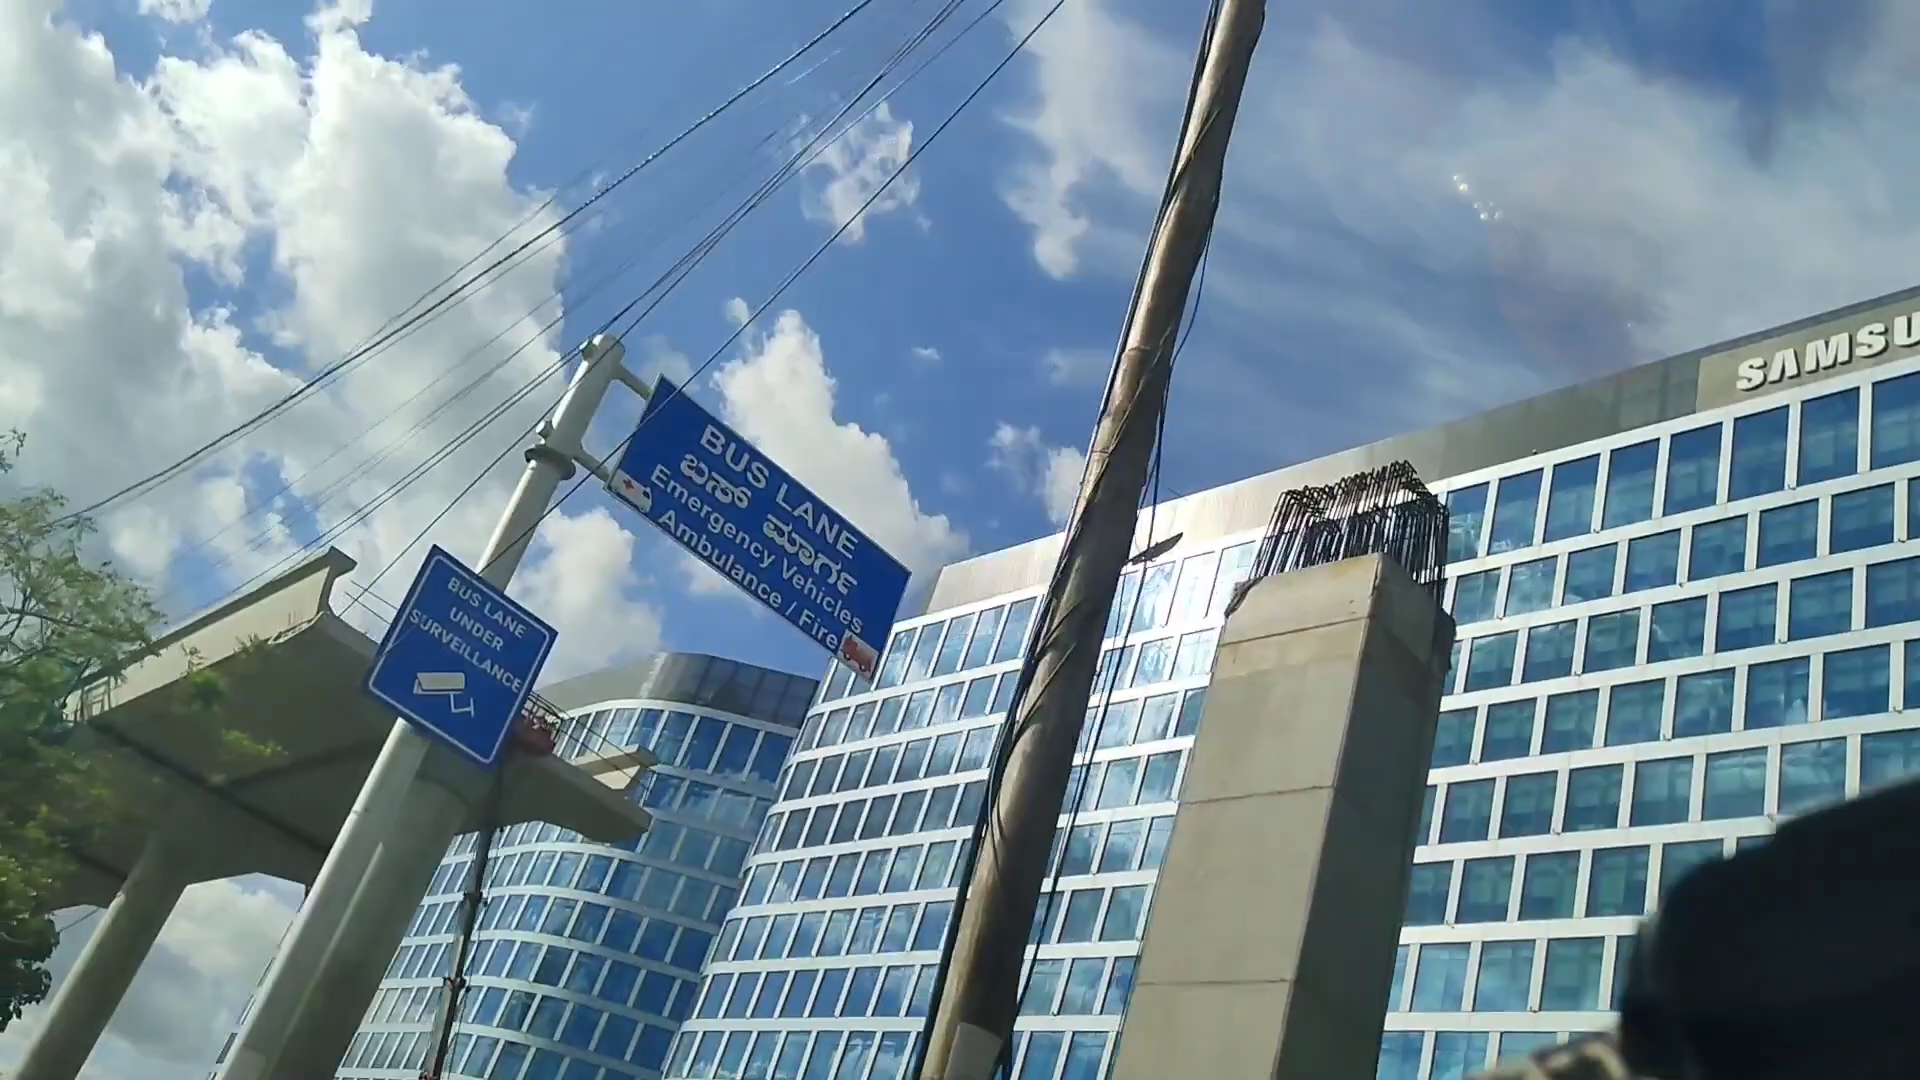 BUS LANE
ಬಸ್ ಮಾರ್ಗ
Emergency Vehicles
Ambulance / Fire
BUS LANE
UNDER
SURVEILLANCE
SAMSU